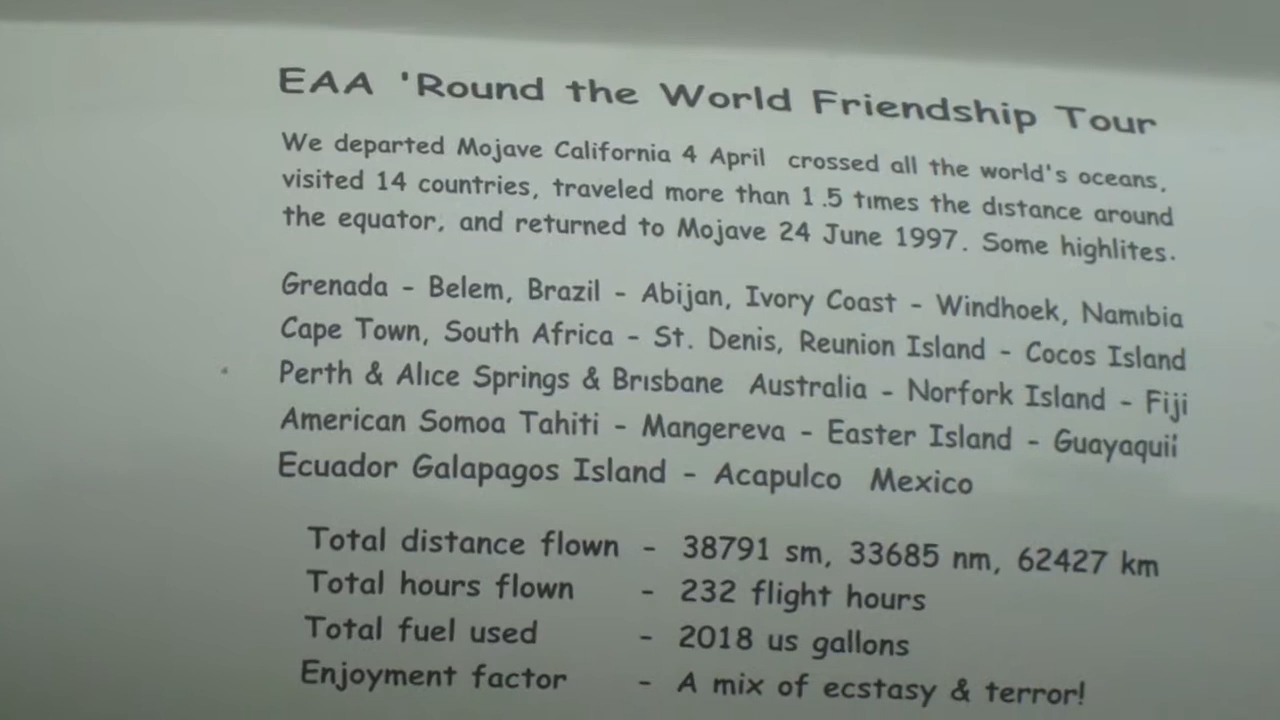 EAA 'Round the World Friendship Tour
We departed Mojave California 4 April crossed all the world's oceans,
visited 14 countries, traveled more than 1.5 times the distance around
the equator, and returned to Mojave 24 June 1997. Some highlites.
Grenada - Belem, Brazil - Abijan, Ivory Coast - Windhoek, Namibia
Cape Town, South Africa - St. Denis, Reunion Island - Cocos Island
Perth & Alice Springs & Brisbane Australia - Norfork Island - Fiji
American Somoa Tahiti - Mangereva - Easter Island - Guayaquil
Ecuador Galapagos Island - Acapulco Mexico
Total distance flown - 38791 sm, 33685 nm, 62427 km
Total hours flown - 232 flight hours
Total fuel used - 2018 us gallons
Enjoyment factor - A mix of ecstasy & terror!